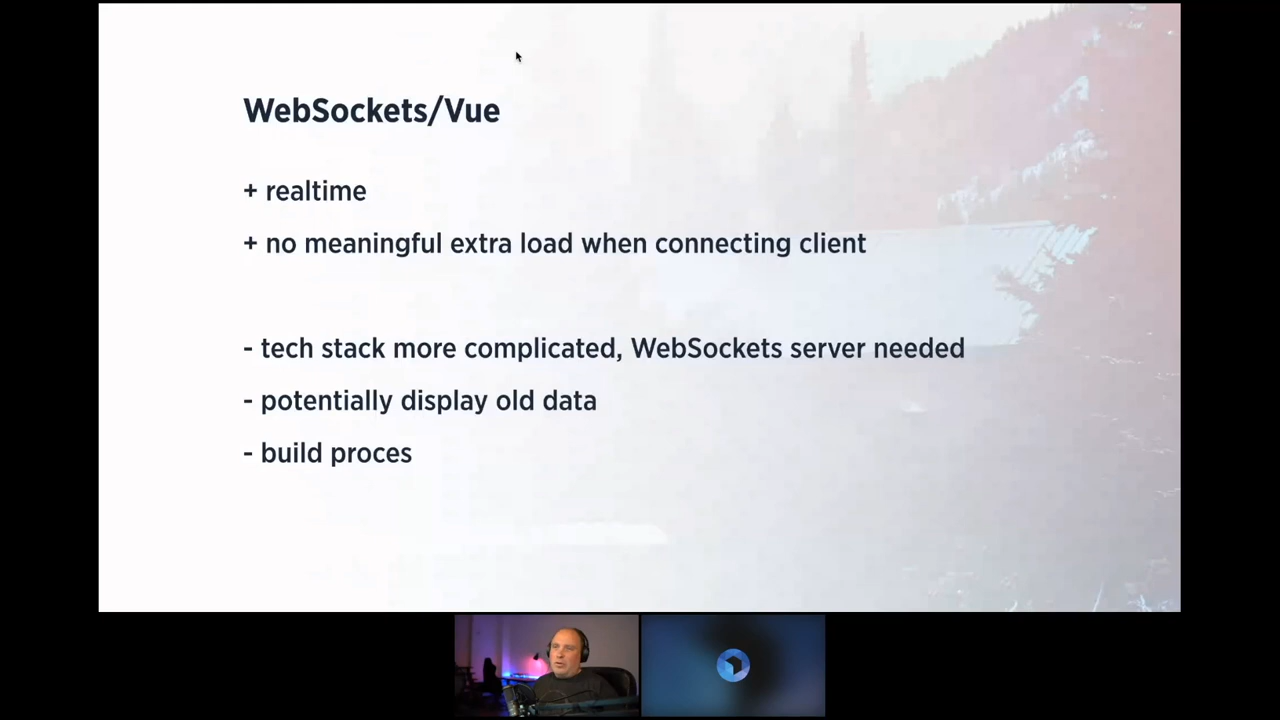 WebSockets/Vue
+ realtime
+ no meaningful extra load when connecting client
- tech stack more complicated, WebSockets server needed
- potentially display old data
- build proces